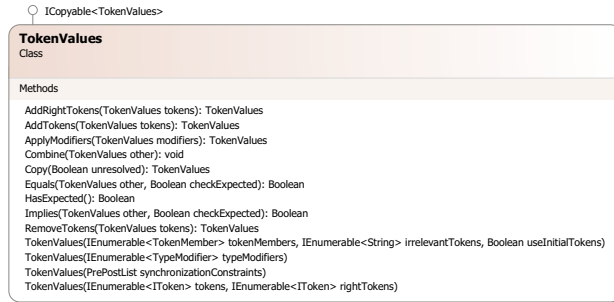 ICopyable<TokenValues>
TokenValues
Class
Methods
AddRightTokens(TokenValues tokens): TokenValues
AddTokens(TokenValues tokens): TokenValues
ApplyModifiers(TokenValues modifiers): TokenValues
Combine(TokenValues other): void
Copy(Boolean unresolved): TokenValues
Equals(TokenValues other, Boolean checkExpected): Boolean
HasExpected(): Boolean
Implies(TokenValues other, Boolean checkExpected): Boolean
RemoveTokens(TokenValues tokens): TokenValues
TokenValues(IEnumerable<TokenMember> tokenMembers, IEnumerable<String> irrelevantTokens, Boolean useInitialTokens)
TokenValues(IEnumerable<TypeModifier> typeModifiers)
TokenValues(PrePostList synchronizationConstraints)
TokenValues(IEnumerable<IToken> tokens, IEnumerable<IToken> rightTokens)